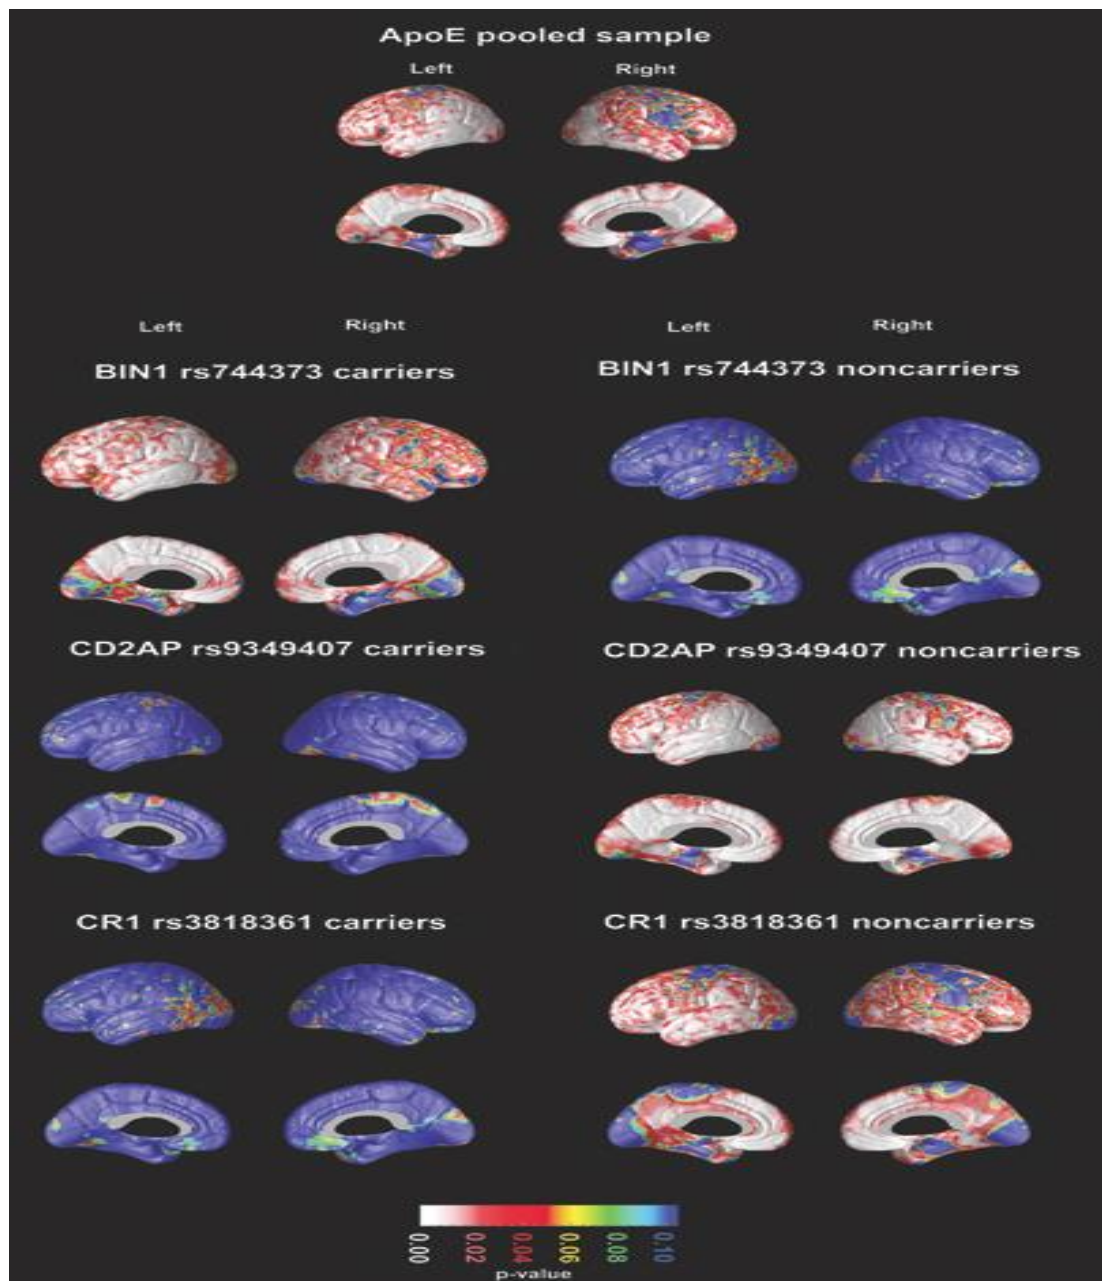 ApoE pooled sample
Left Right
Left Right Left Right
BIN1 rs744373 carriers BIN1 rs744373 noncarriers
CD2AP rs9349407 carriers CD2AP rs9349407 noncarriers
CR1 rs3818361 carriers CR1 rs3818361 noncarriers
0.00 0.02 0.04 0.06 0.08 0.10
p-value